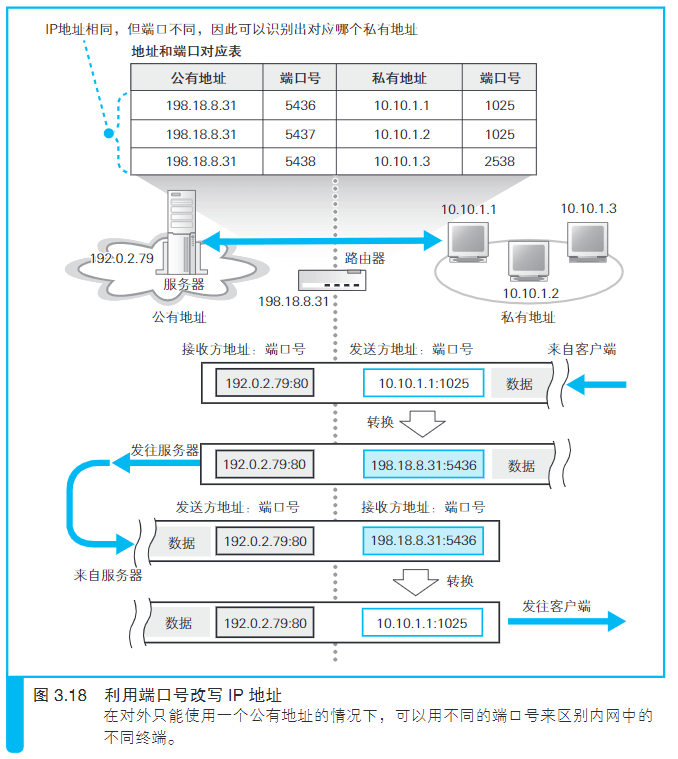 IP地址相同，但端口不同，因此可以识别出对应哪个私有地址
地址和端口对应表
公有地址 端口号 私有地址 端口号
198.18.8.31 5436 10.10.1.1 1025
198.18.8.31 5437 10.10.1.2 1025
198.18.8.31 5438 10.10.1.3 2538
10.10.1.1
10.10.1.3
192.0.2.79
服务器
路由器
198.18.8.31
10.10.1.2
公有地址
私有地址
接收方地址：端口号 发送方地址：端口号 来自客户端
192.0.2.79:80 10.10.1.1:1025 数据
转换
发往服务器
192.0.2.79:80 198.18.8.31:5436 数据
发送方地址：端口号 接收方地址：端口号
数据 192.0.2.79:80 198.18.8.31:5436
来自服务器
转换
发往客户端
数据 192.0.2.79:80 10.10.1.1:1025
图 3.18 利用端口号改写 IP 地址
在对外只能使用一个公有地址的情况下，可以用不同的端口号来区别内网中的
不同终端。